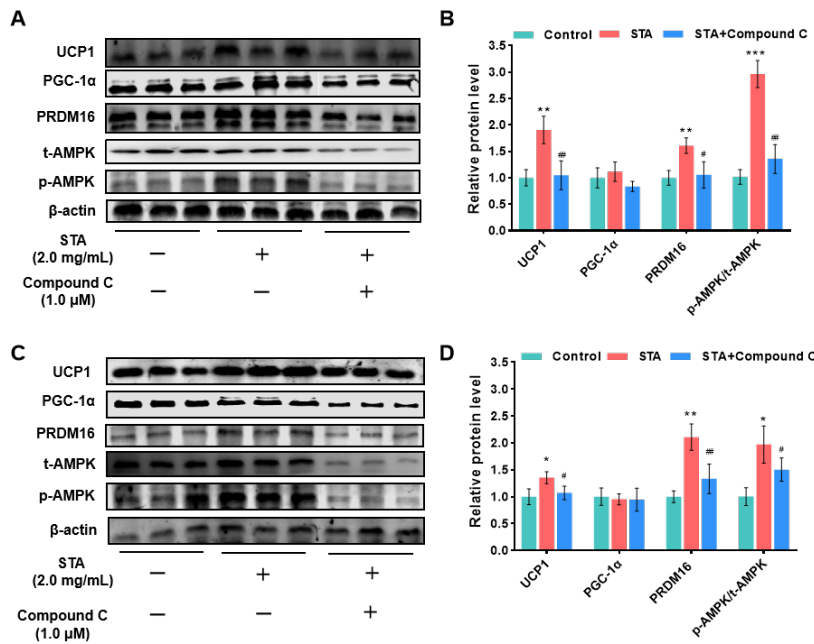 A
UCP1
PGC-1α
PRDM16
t-AMPK
p-AMPK
β-actin
STA
(2.0 mg/mL)
− + +
Compound C
(1.0 μM)
− − +
B
Control STA STA+Compound C
Relative protein level
3.5
3.0
2.5
2.0
1.5
1.0
0.5
0.0
** ## ** # *** ##
UCP1
PGC-1α
PRDM16
p-AMPK/t-AMPK
C
UCP1
PGC-1α
PRDM16
t-AMPK
p-AMPK
β-actin
STA
(2.0 mg/mL)
− + +
Compound C
(1.0 μM)
− − +
D
Control STA STA+Compound C
Relative protein level
3.5
3.0
2.5
2.0
1.5
1.0
0.5
0.0
* # ** ## * #
UCP1
PGC-1α
PRDM16
p-AMPK/t-AMPK